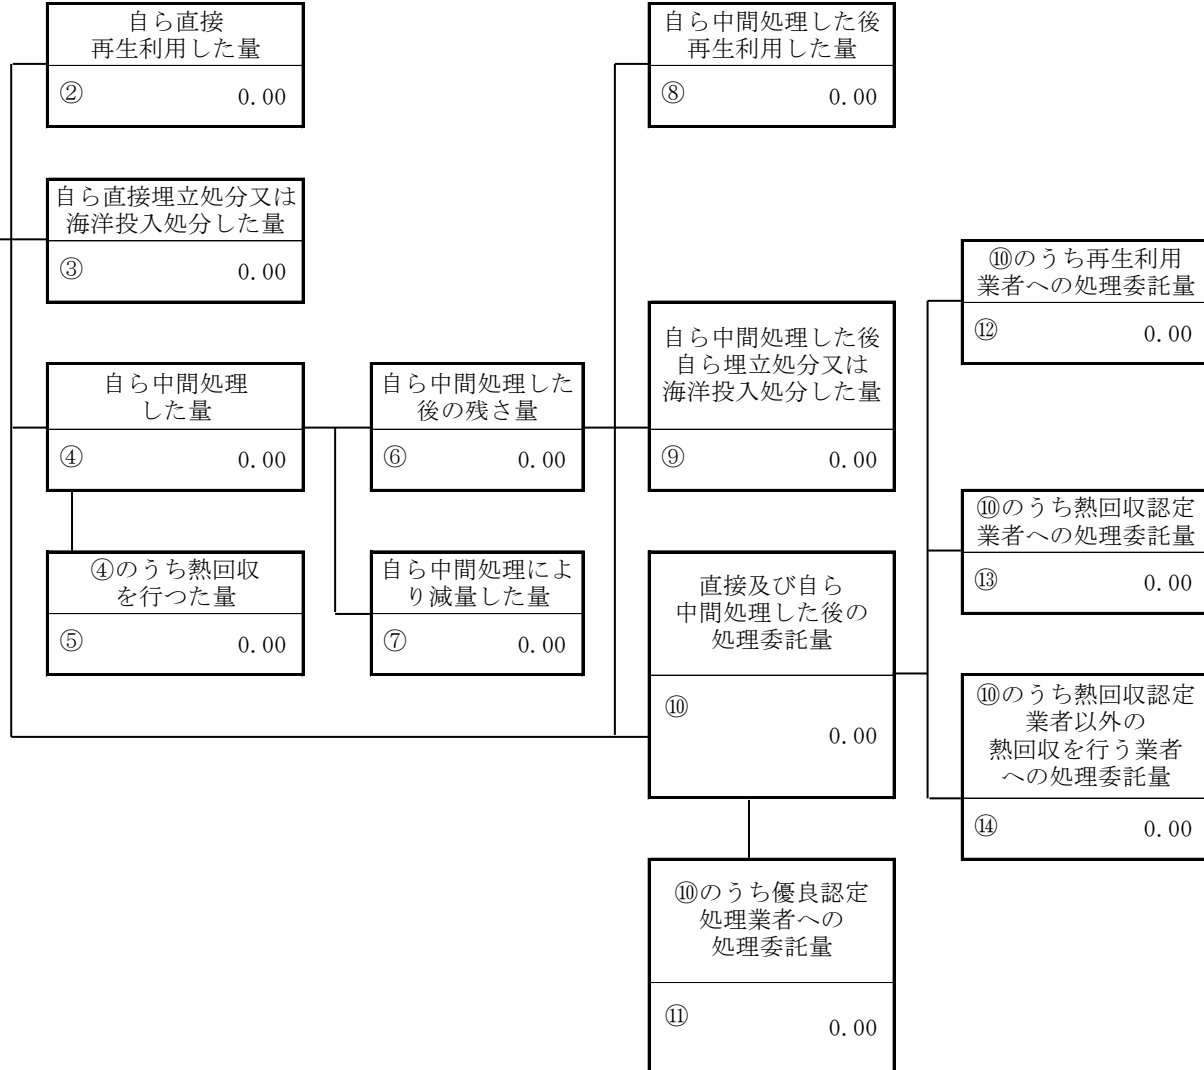 自ら直接
再生利用した量
② 0.00
自ら直接埋立処分又は
海洋投入処分した量
③ 0.00
自ら中間処理
した量
④ 0.00
④のうち熱回収
を行つた量
⑤ 0.00
自ら中間処理した
後の残さ量
⑥ 0.00
自ら中間処理によ
り減量した量
⑦ 0.00
自ら中間処理した後
再生利用した量
⑧ 0.00
自ら中間処理した後
自ら埋立処分又は
海洋投入処分した量
⑨ 0.00
直接及び自ら
中間処理した後の
処理委託量
⑩
0.00
⑩のうち優良認定
処理業者への
処理委託量
⑪ 0.00
⑩のうち再生利用
業者への処理委託量
⑫ 0.00
⑩のうち熱回収認定
業者への処理委託量
⑬ 0.00
⑩のうち熱回収認定
業者以外の
熱回収を行う業者
への処理委託量
⑭ 0.00